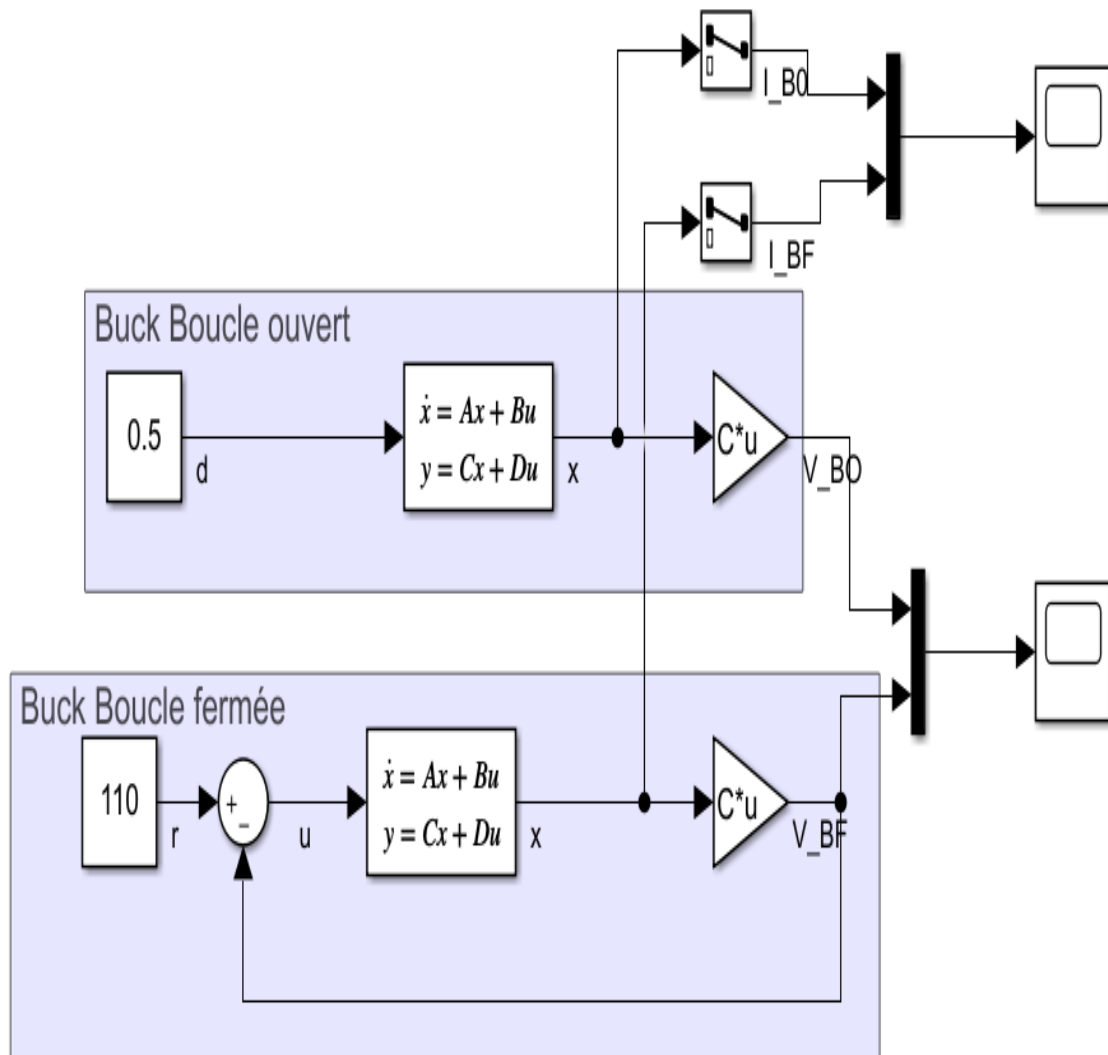 I_B0
I_BF
Buck Boucle ouvert
0.5
d
ẋ = Ax + Bu
y = Cx + Du
x
C*u
V_BO
Buck Boucle fermée
110
r
+
_
u
ẋ = Ax + Bu
y = Cx + Du
x
C*u
V_BF